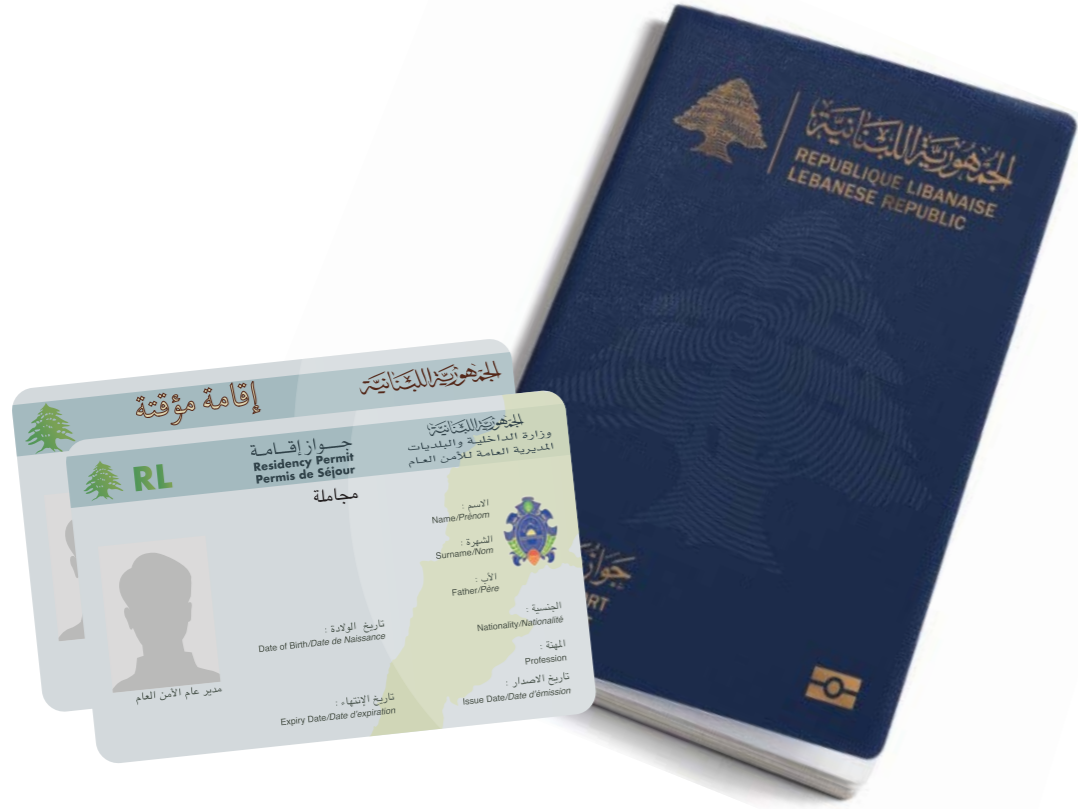 الجمهورية اللبنانية
REPUBLIQUE LIBANAISE
LEBANESE REPUBLIC
جواز
RT
الجمهورية اللبنانية
إقامة مؤقتة
الجمهورية اللبنانية
وزارة الداخلية والبلديات
المديرية العامة للأمن العام
جواز إقامة
Residency Permit
Permis de Séjour
RL
مجاملة
الاسم :
Name/Prénom
الشهرة :
Surname/Nom
الأب :
Father/Pére
تاريخ الولادة :
Date of Birth/Date de Naissance
الجنسية :
Nationality/Nationalité
المهنة :
Profession
تاريخ الاصدار :
Issue Date/Date d'émission
تاريخ الإنتهاء :
Expiry Date/Date d'expiration
مدير عام الأمن العام